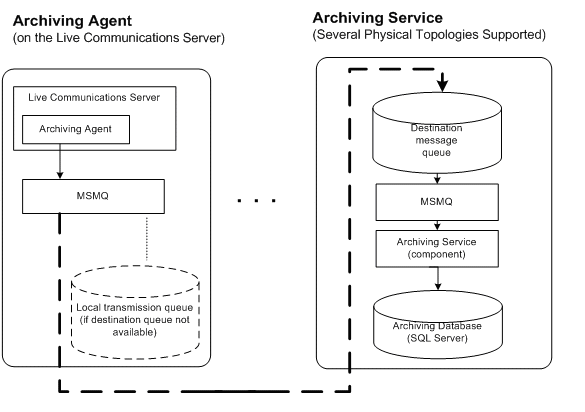 Archiving Agent
(on the Live Communications Server)
Live Communications Server
Archiving Agent
MSMQ
Local transmission queue
(if destination queue not
available)
. . .
Archiving Service
(Several Physical Topologies Supported)
Destination
message
queue
MSMQ
Archiving Service
(component)
Archiving Database
(SQL Server)